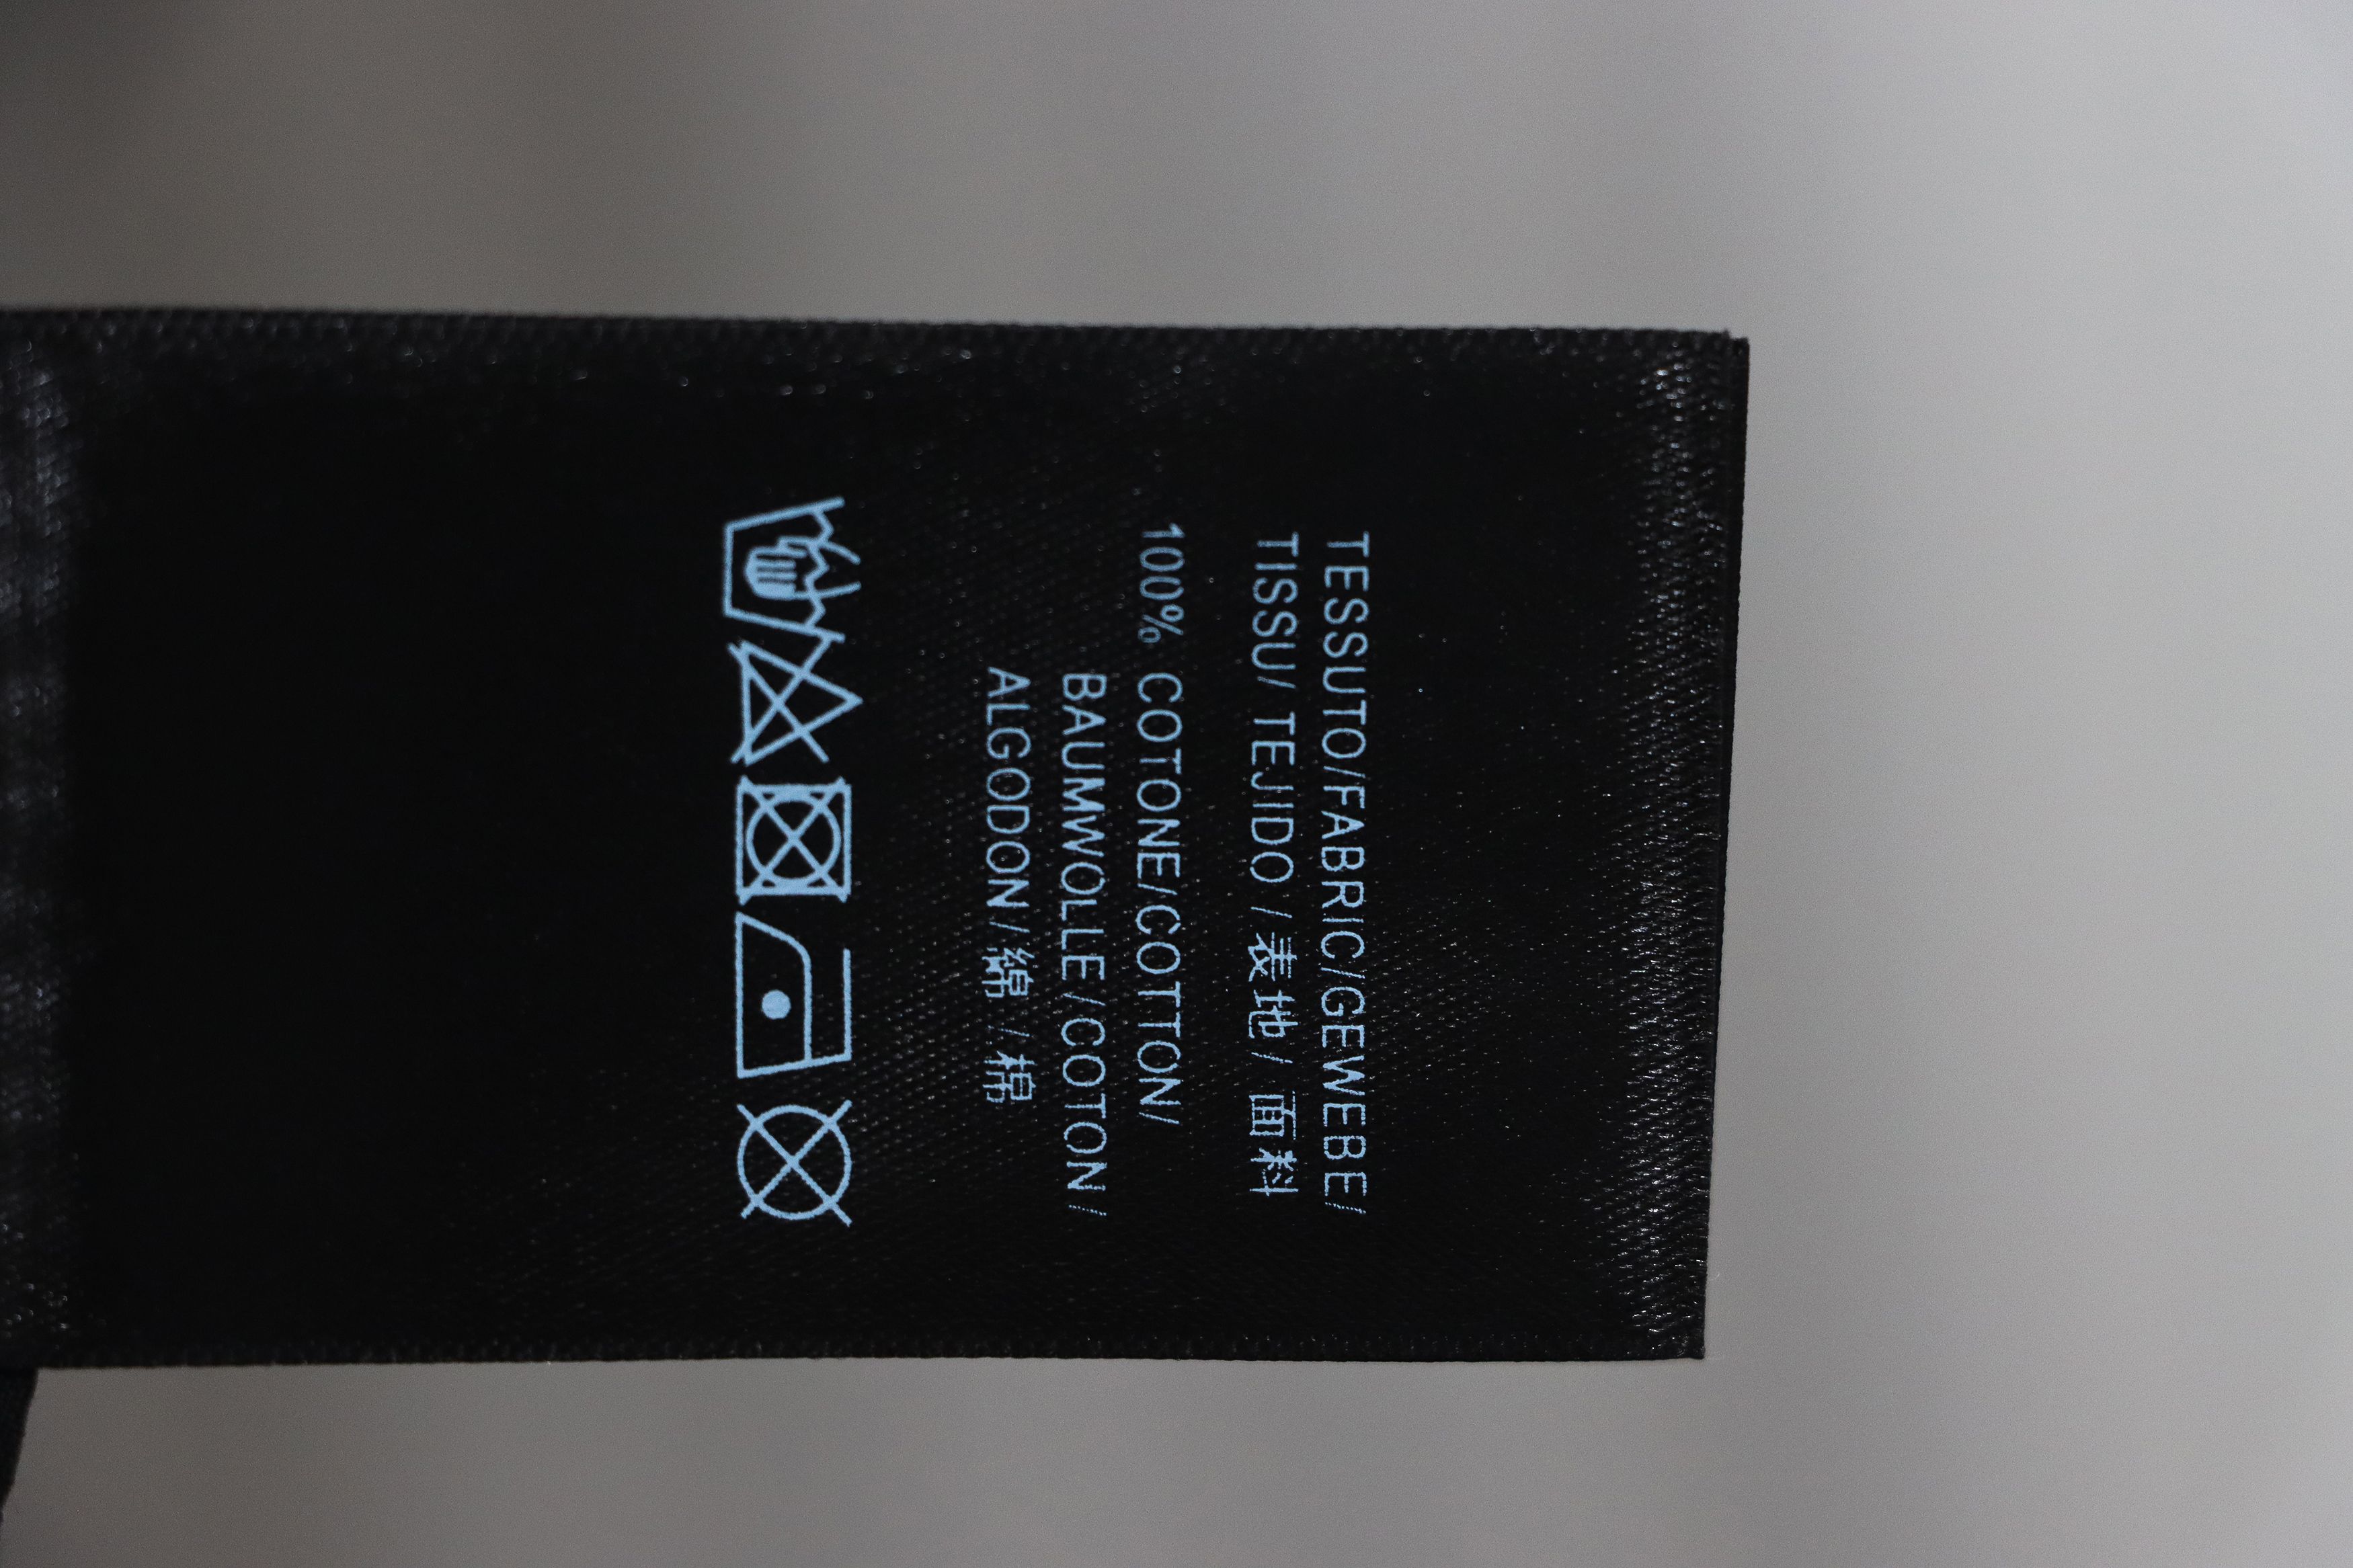 TESSUTO/FABRIC/GEWEBE/
TISSU/ TEJIDO / 表地 / 面料
100% COTONE/COTTON/
BAUMWOLLE / COTON /
ALGODON / 綿 / 棉